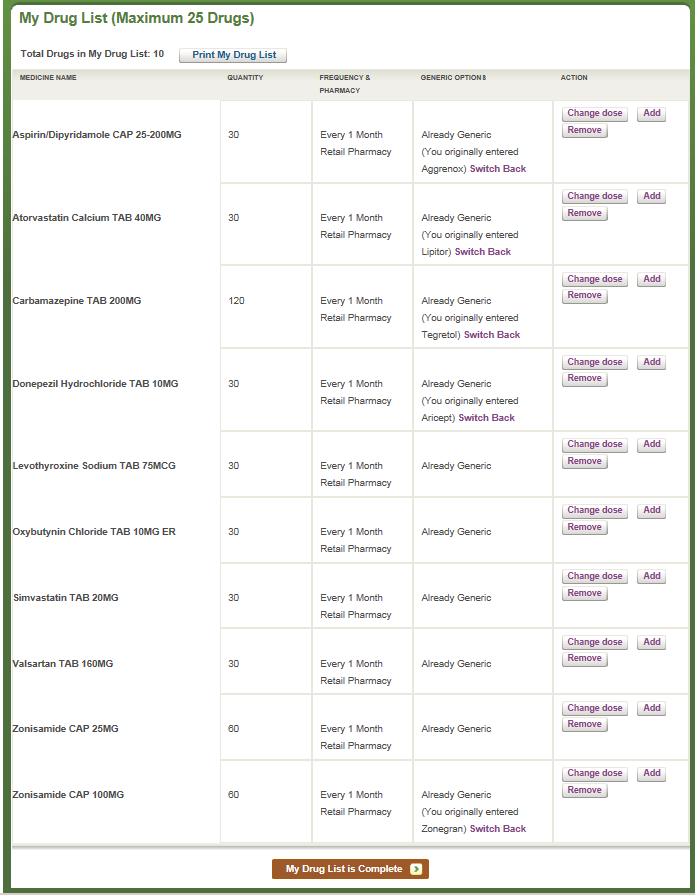 My Drug List (Maximum 25 Drugs)
Total Drugs in My Drug List: 10 Print My Drug List
MEDICINE NAME QUANTITY FREQUENCY & PHARMACY GENERIC OPTIONS ACTION
Change dose Add
Remove
Aspirin/Dipyridamole CAP 25-200MG 30 Every 1 Month Already Generic
Retail Pharmacy (You originally entered
Aggrenox) Switch Back
Change dose Add
Remove
Atorvastatin Calcium TAB 40MG 30 Every 1 Month Already Generic
Retail Pharmacy (You originally entered
Lipitor) Switch Back
Change dose Add
Remove
Carbamazepine TAB 200MG 120 Every 1 Month Already Generic
Retail Pharmacy (You originally entered
Tegretol) Switch Back
Change dose Add
Remove
Donepezil Hydrochloride TAB 10MG 30 Every 1 Month Already Generic
Retail Pharmacy (You originally entered
Aricept) Switch Back
Change dose Add
Remove
Levothyroxine Sodium TAB 75MCG 30 Every 1 Month Already Generic
Retail Pharmacy
Change dose Add
Remove
Oxybutynin Chloride TAB 10MG ER 30 Every 1 Month Already Generic
Retail Pharmacy
Change dose Add
Remove
Simvastatin TAB 20MG 30 Every 1 Month Already Generic
Retail Pharmacy
Change dose Add
Remove
Valsartan TAB 160MG 30 Every 1 Month Already Generic
Retail Pharmacy
Change dose Add
Remove
Zonisamide CAP 25MG 60 Every 1 Month Already Generic
Retail Pharmacy
Change dose Add
Remove
Zonisamide CAP 100MG 60 Every 1 Month Already Generic
Retail Pharmacy (You originally entered
Zonegran) Switch Back
My Drug List is Complete